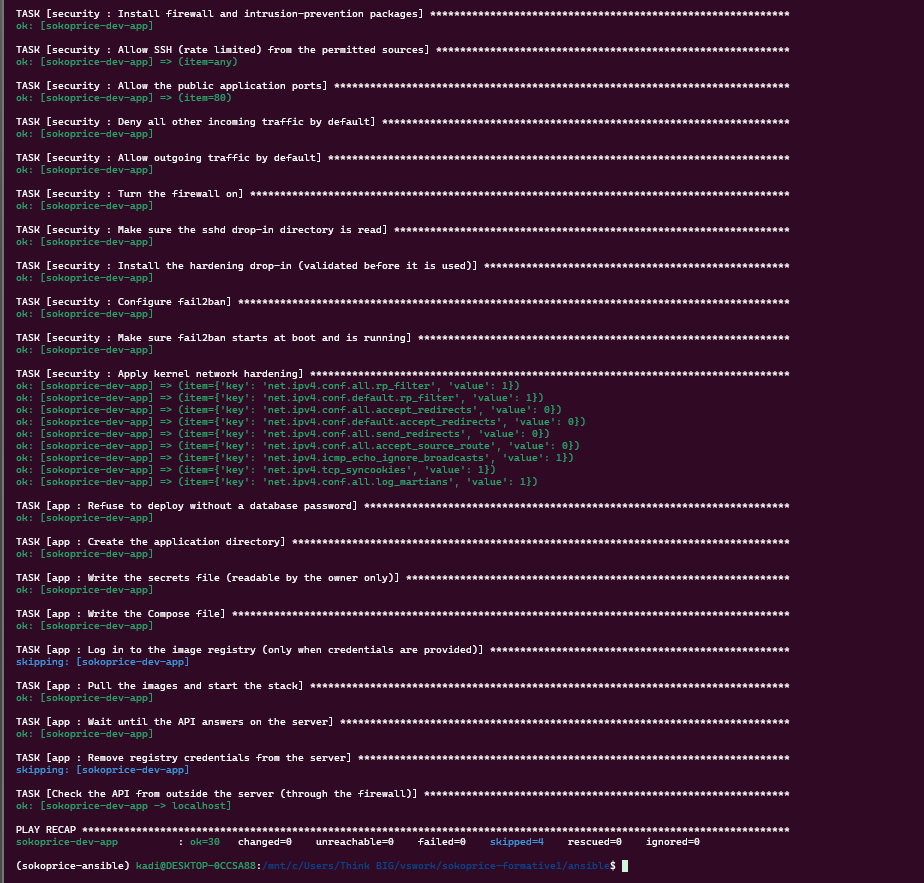 TASK [security : Install firewall and intrusion-prevention packages] ************************************************************
ok: [sokoprice-dev-app]
TASK [security : Allow SSH (rate limited) from the permitted sources] ***********************************************************
ok: [sokoprice-dev-app] => (item=any)
TASK [security : Allow the public application ports] ****************************************************************************
ok: [sokoprice-dev-app] => (item=80)
TASK [security : Deny all other incoming traffic by default] ********************************************************************
ok: [sokoprice-dev-app]
TASK [security : Allow outgoing traffic by default] *****************************************************************************
ok: [sokoprice-dev-app]
TASK [security : Turn the firewall on] ******************************************************************************************
ok: [sokoprice-dev-app]
TASK [security : Make sure the sshd drop-in directory is read] ******************************************************************
ok: [sokoprice-dev-app]
TASK [security : Install the hardening drop-in (validated before it is used)] ***************************************************
ok: [sokoprice-dev-app]
TASK [security : Configure fail2ban] ********************************************************************************************
ok: [sokoprice-dev-app]
TASK [security : Make sure fail2ban starts at boot and is running] **************************************************************
ok: [sokoprice-dev-app]
TASK [security : Apply kernel network hardening] ********************************************************************************
ok: [sokoprice-dev-app] => (item={'key': 'net.ipv4.conf.all.rp_filter', 'value': 1})
ok: [sokoprice-dev-app] => (item={'key': 'net.ipv4.conf.default.rp_filter', 'value': 1})
ok: [sokoprice-dev-app] => (item={'key': 'net.ipv4.conf.all.accept_redirects', 'value': 0})
ok: [sokoprice-dev-app] => (item={'key': 'net.ipv4.conf.default.accept_redirects', 'value': 0})
ok: [sokoprice-dev-app] => (item={'key': 'net.ipv4.conf.all.send_redirects', 'value': 0})
ok: [sokoprice-dev-app] => (item={'key': 'net.ipv4.conf.all.accept_source_route', 'value': 0})
ok: [sokoprice-dev-app] => (item={'key': 'net.ipv4.icmp_echo_ignore_broadcasts', 'value': 1})
ok: [sokoprice-dev-app] => (item={'key': 'net.ipv4.tcp_syncookies', 'value': 1})
ok: [sokoprice-dev-app] => (item={'key': 'net.ipv4.conf.all.log_martians', 'value': 1})
TASK [app : Refuse to deploy without a database password] ***********************************************************************
ok: [sokoprice-dev-app]
TASK [app : Create the application directory] ***********************************************************************************
ok: [sokoprice-dev-app]
TASK [app : Write the secrets file (readable by the owner only)] ****************************************************************
ok: [sokoprice-dev-app]
TASK [app : Write the Compose file] *********************************************************************************************
ok: [sokoprice-dev-app]
TASK [app : Log in to the image registry (only when credentials are provided)] **************************************************
skipping: [sokoprice-dev-app]
TASK [app : Pull the images and start the stack] ********************************************************************************
ok: [sokoprice-dev-app]
TASK [app : Wait until the API answers on the server] ***************************************************************************
ok: [sokoprice-dev-app]
TASK [app : Remove registry credentials from the server] ************************************************************************
skipping: [sokoprice-dev-app]
TASK [Check the API from outside the server (through the firewall)] *************************************************************
ok: [sokoprice-dev-app -> localhost]
PLAY RECAP **********************************************************************************************************************
sokoprice-dev-app : ok=30 changed=0 unreachable=0 failed=0 skipped=4 rescued=0 ignored=0
(sokoprice-ansible) kadi@DESKTOP-0CCSA88:/mnt/c/Users/Think BIG/vswork/sokoprice-formative1/ansible$